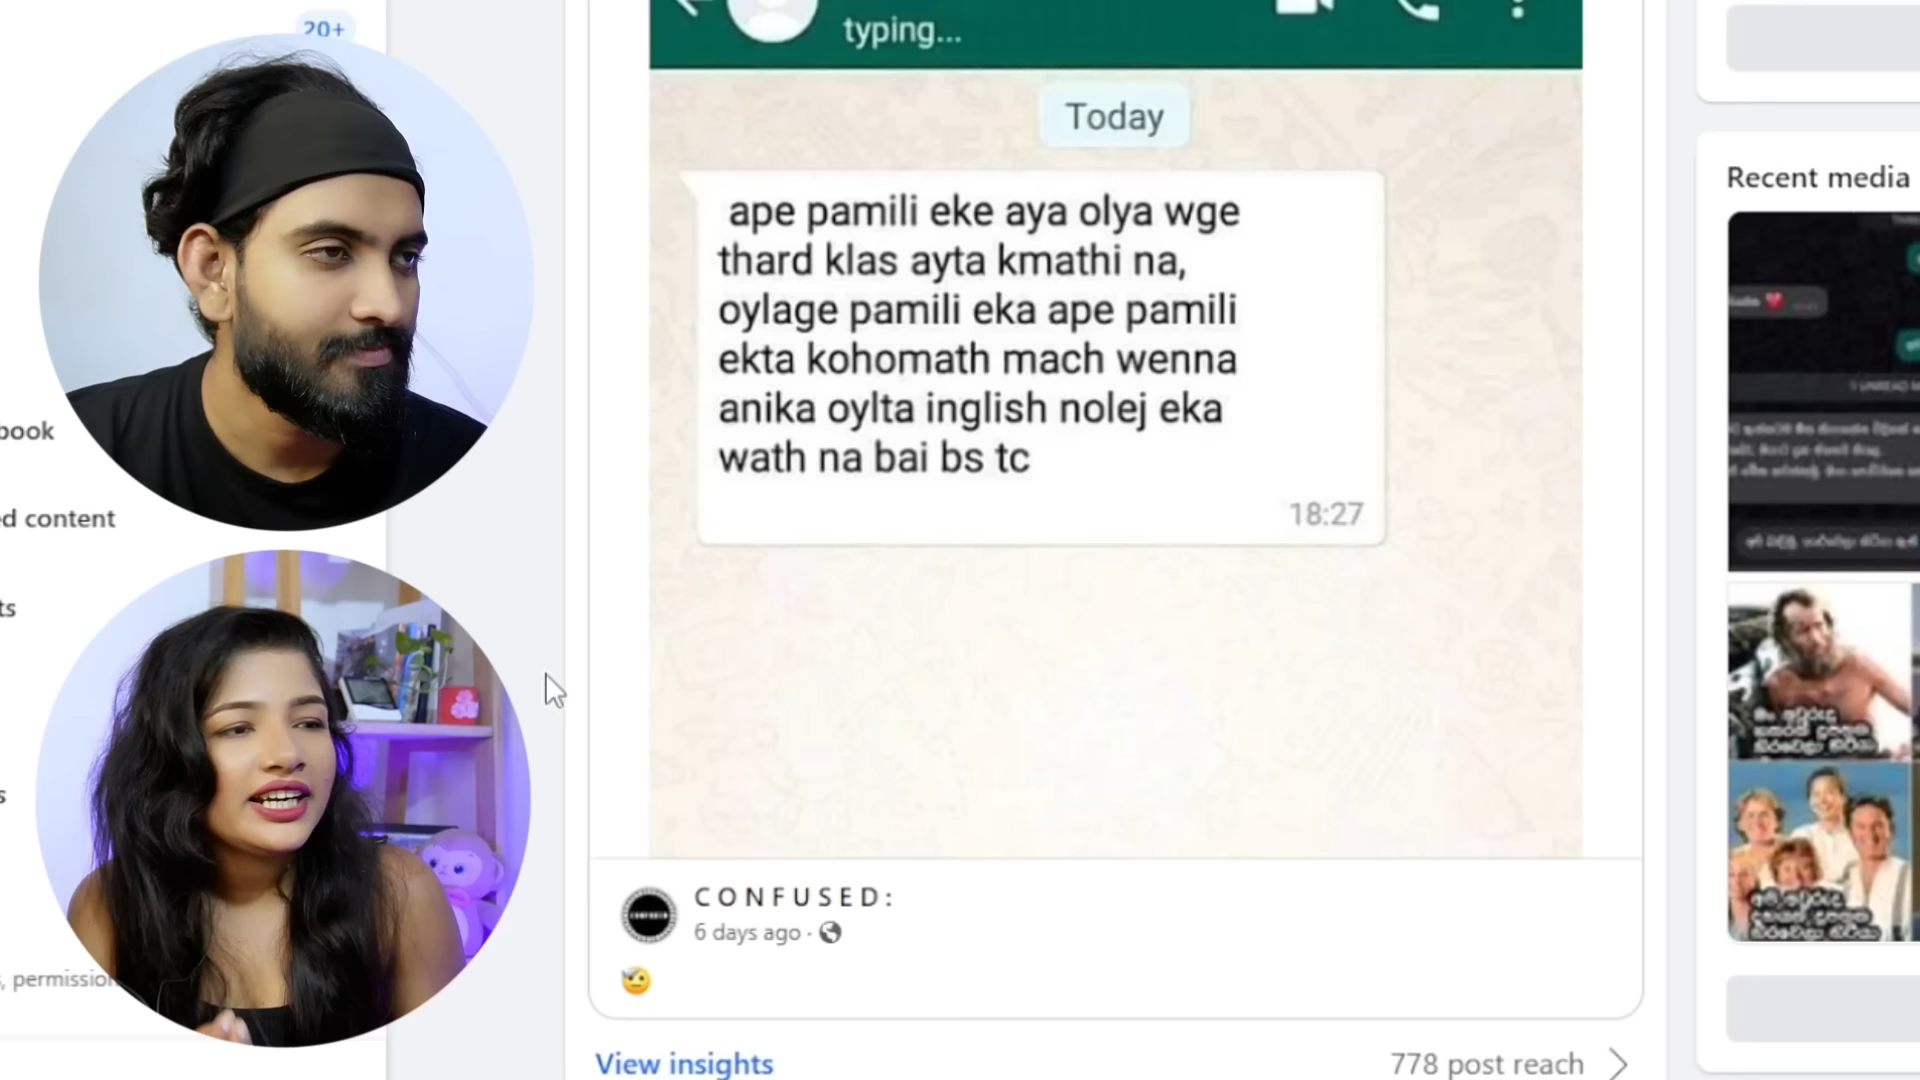 20+
typing...
Today
ape pamili eke aya olya wge
thard klas ayta kmathi na,
oylage pamili eka ape pamili
ekta kohomath mach wenna
anika oylta inglish nolej eka
wath na bai bs tc
18:27
Recent media
book
d content
ts
s
, permission
CONFUSED:
6 days ago ·
View insights
778 post reach